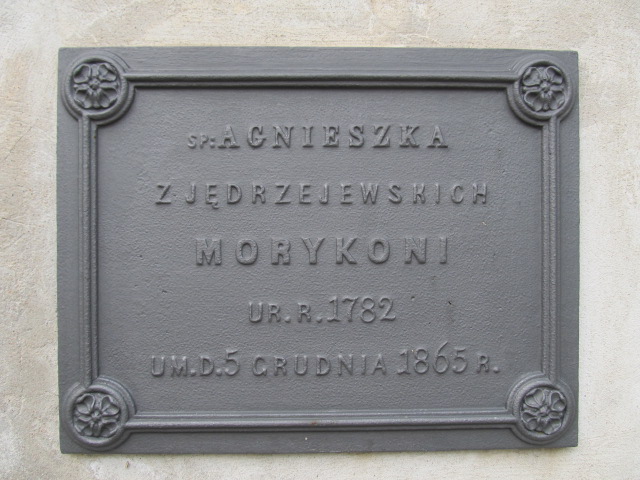 SP: AGNIESZKA
Z JĘDRZEJEWSKICH
MORYKONI
UR. R. 1782
UM. D. 5 GRUDNIA 1865 R.